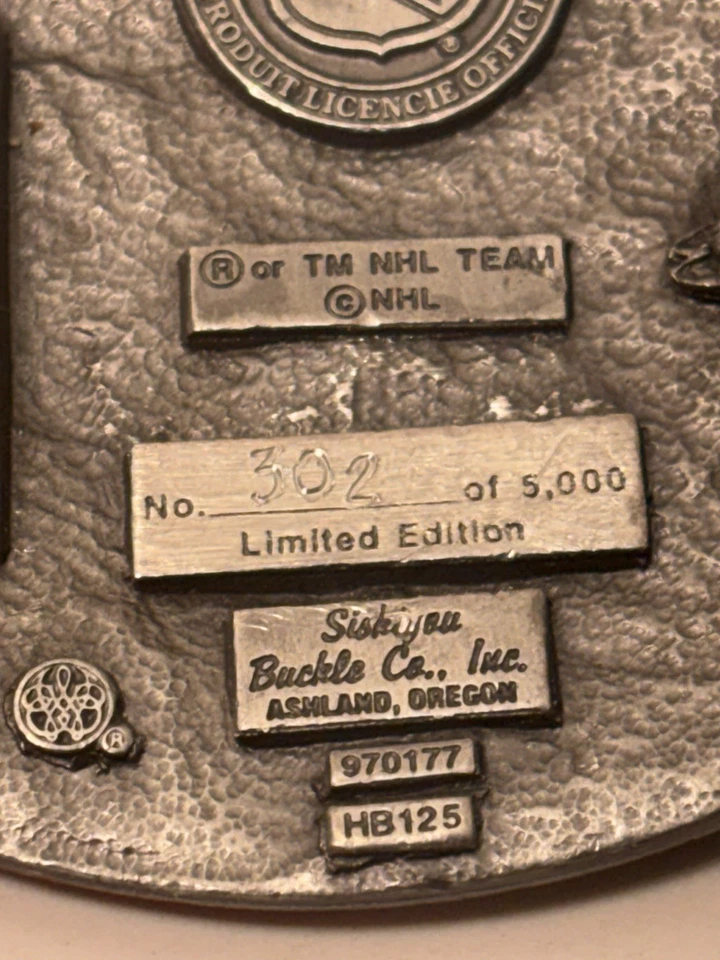 PRODUIT LICENCIE OFFICIEL
® or TM NHL TEAM
© NHL
No. 302 of 5,000
Limited Edition
Siskiyou
Buckle Co., Inc.
ASHLAND, OREGON
®
970177
HB125